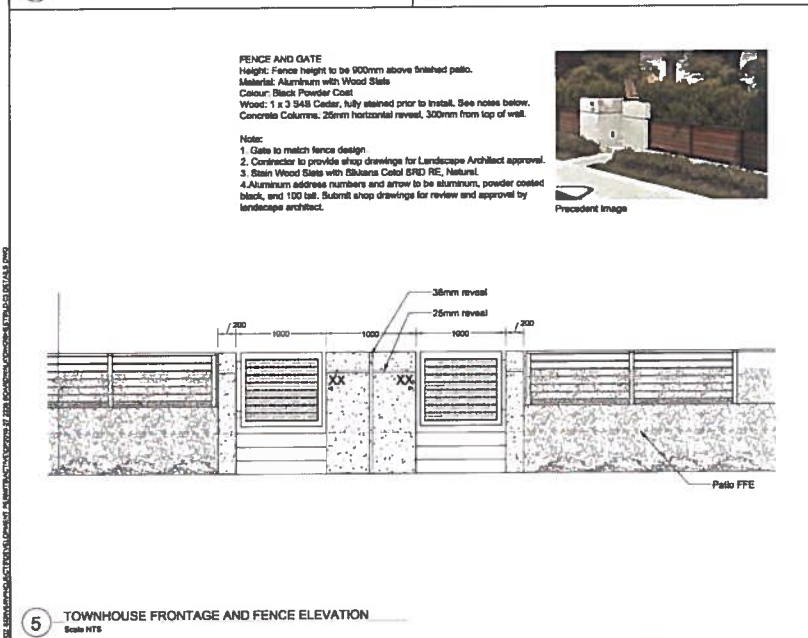 FENCE AND GATE
Height: Fence height to be 900mm above finished patio.
Material: Aluminum with Wood Slats
Colour: Black Powder Coat
Wood: 1 x 3 S4S Cedar, fully stained prior to install. See notes below.
Concrete Columns: 25mm horizontal reveal, 300mm from top of wall.
Note:
1. Gate to match fence design
2. Contractor to provide shop drawings for Landscape Architect approval.
3. Stain Wood Slats with Sikkens Cetol SRD RE, Natural.
4.Aluminum address numbers and arrow to be aluminum, powder coated
black, and 100 tall. Submit shop drawings for review and approval by
landscape architect.
Precedent Image
38mm reveal
25mm reveal
200
1000
1000
1000
200
XX
XX
Patio FFE
5
TOWNHOUSE FRONTAGE AND FENCE ELEVATION
Scale NTS